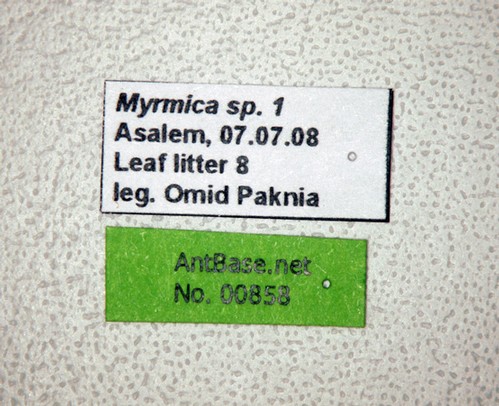 Myrmica sp. 1
Asalem, 07.07.08
Leaf litter 8
leg. Omid Paknia
AntBase.net
No. 00858